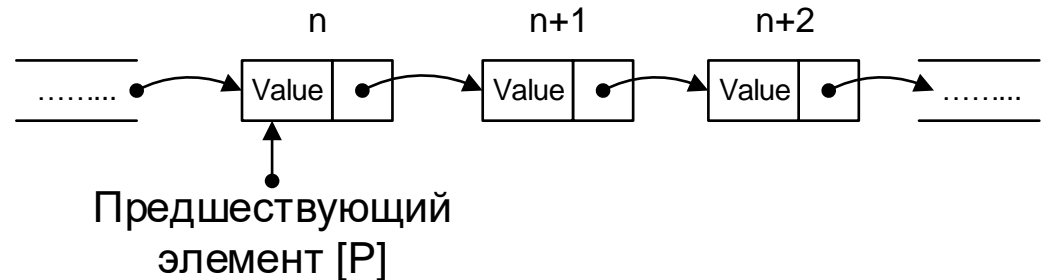 n n+1 n+2
……... Value Value Value ……...
Предшествующий
элемент [P]